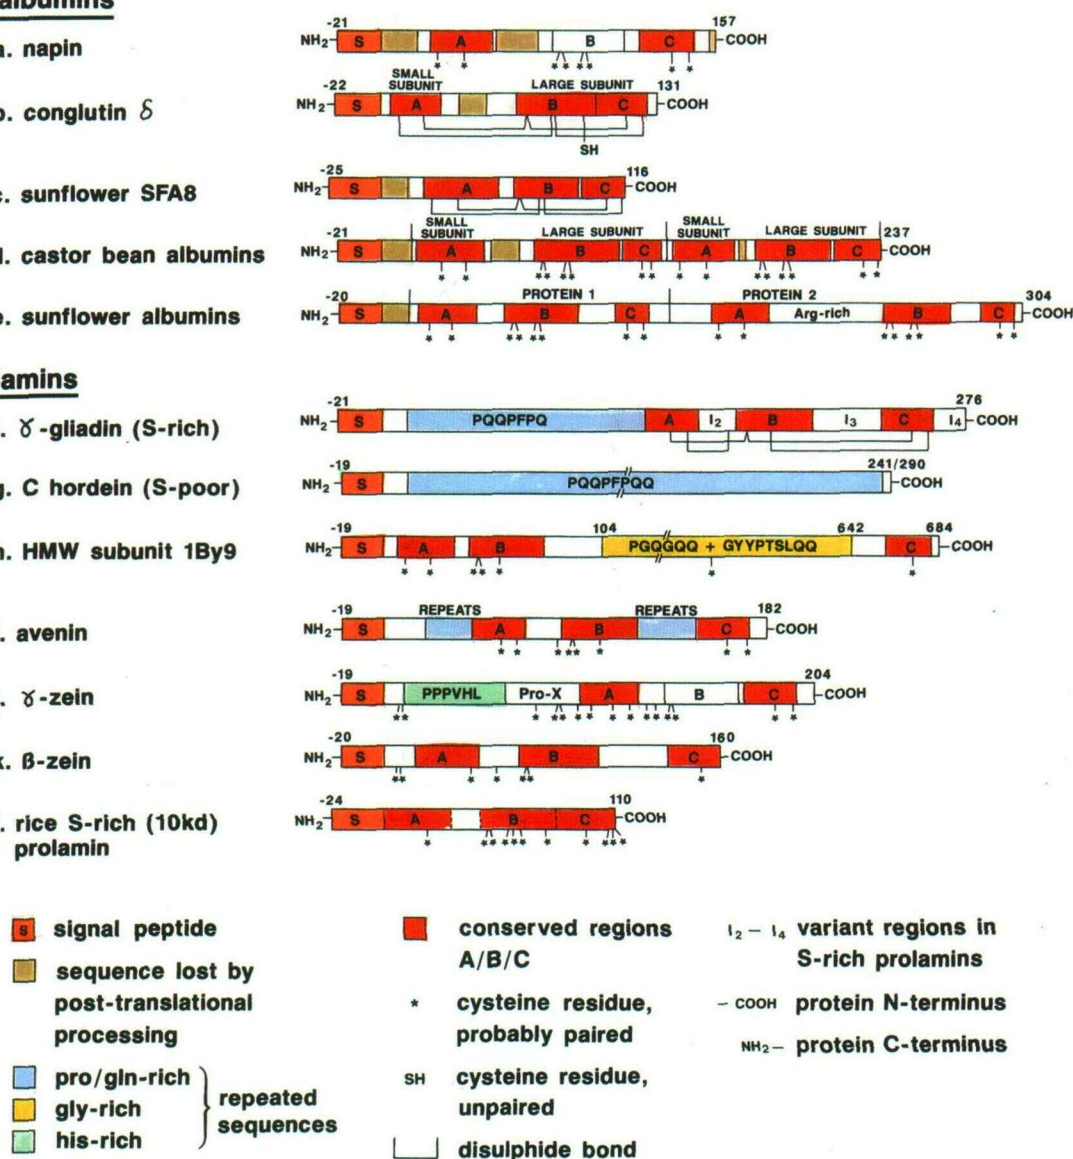 albumins
a. napin
-21
157
NH2
S
A
B
C
COOH
b. conglutin δ
-22
SMALL
SUBUNIT
LARGE SUBUNIT
131
NH2
S
A
B
C
COOH
SH
c. sunflower SFA8
-25
116
NH2
S
A
B
C
COOH
d. castor bean albumins
-21
SMALL
SUBUNIT
LARGE SUBUNIT
SMALL
SUBUNIT
LARGE SUBUNIT
237
NH2
S
A
B
C
A
B
C
COOH
e. sunflower albumins
-20
PROTEIN 1
PROTEIN 2
304
NH2
S
A
B
C
A
Arg-rich
B
C
COOH
amins
. ɣ-gliadin (S-rich)
-21
276
NH2
S
PQQPFPQ
A
I2
B
I3
C
I4
COOH
g. C hordein (S-poor)
-19
241/290
NH2
S
PQQPFPQQ
COOH
h. HMW subunit 1By9
-19
104
642
684
NH2
S
A
B
PGQGQQ + GYYPTSLQQ
C
COOH
. avenin
-19
REPEATS
REPEATS
182
NH2
S
A
B
C
COOH
. ɣ-zein
-19
204
NH2
S
PPPVHL
Pro-X
A
B
C
COOH
k. ß-zein
-20
160
NH2
S
A
B
C
COOH
. rice S-rich (10kd)
prolamin
-24
110
NH2
S
A
B
C
COOH
s signal peptide
sequence lost by
post-translational
processing
pro/gln-rich
gly-rich
his-rich
repeated
sequences
conserved regions
A/B/C
* cysteine residue,
probably paired
SH cysteine residue,
unpaired
disulphide bond
I2 – I4 variant regions in
S-rich prolamins
– COOH protein N-terminus
NH2 – protein C-terminus